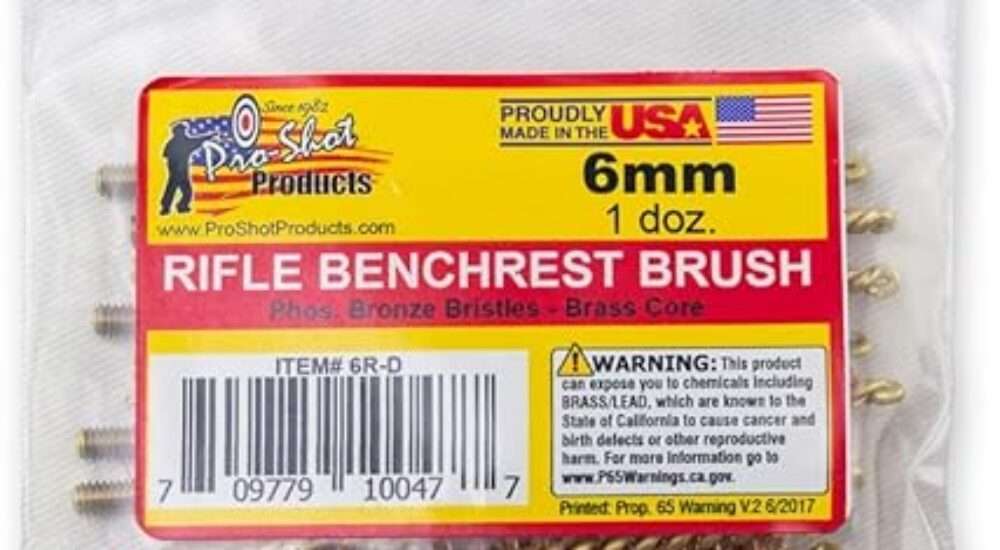 Since 1982
Pro-Shot
Products
www.ProShotProducts.com
PROUDLY
MADE IN THE USA
6mm
1 doz.
RIFLE BENCHREST BRUSH
Phos. Bronze Bristles - Brass Core
ITEM# 6R-D
7 09779 10047 7
WARNING: This product
can expose you to chemicals including
BRASS/LEAD, which are known to the
State of California to cause cancer and
birth defects or other reproductive
harm. For more information go to
www.P65Warnings.ca.gov.
Printed: Prop. 65 Warning V.2 6/2017